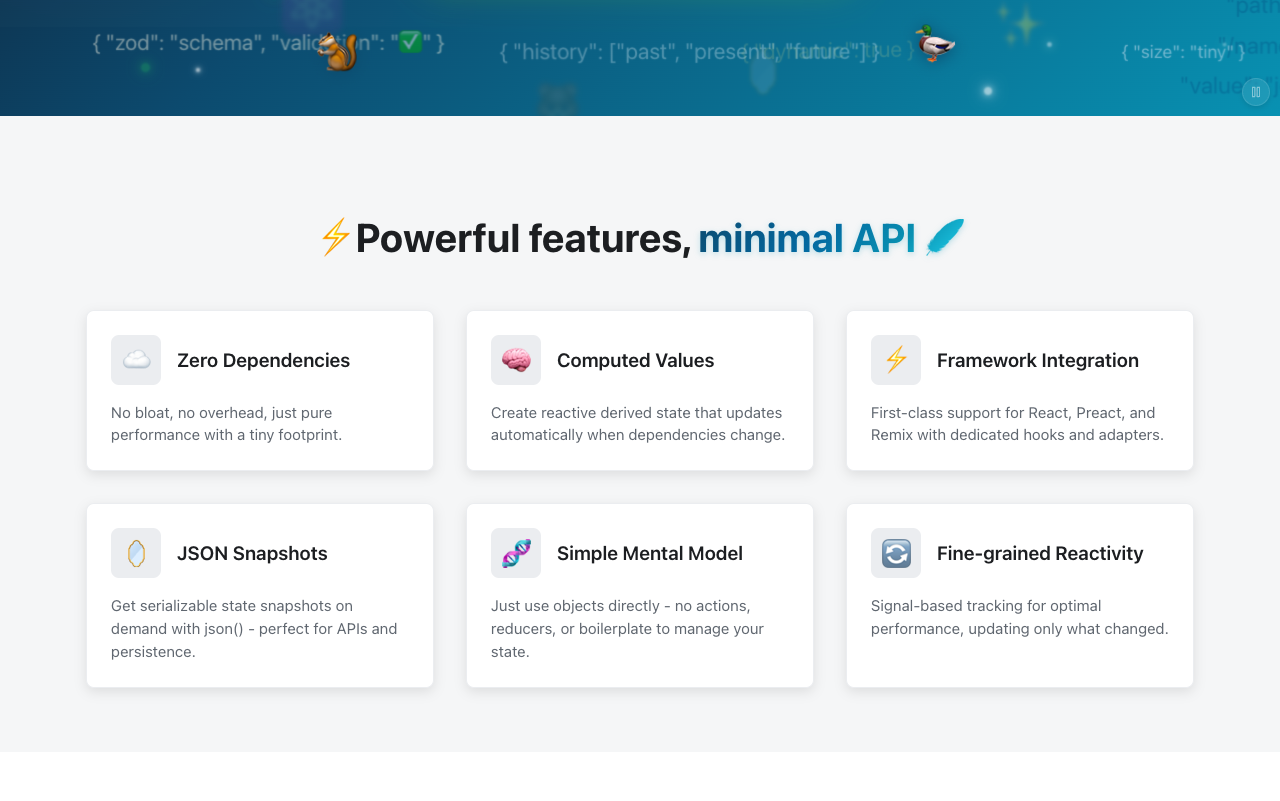 "path
{ "zod": "schema", "validation": "✅" }
{ "history": ["past", "present", "future"] }
{ "size": "tiny" }
"value"
⚡Powerful features, minimal API
Zero Dependencies
No bloat, no overhead, just pure
performance with a tiny footprint.
Computed Values
Create reactive derived state that updates
automatically when dependencies change.
Framework Integration
First-class support for React, Preact, and
Remix with dedicated hooks and adapters.
JSON Snapshots
Get serializable state snapshots on
demand with json() - perfect for APIs and
persistence.
Simple Mental Model
Just use objects directly - no actions,
reducers, or boilerplate to manage your
state.
Fine-grained Reactivity
Signal-based tracking for optimal
performance, updating only what changed.